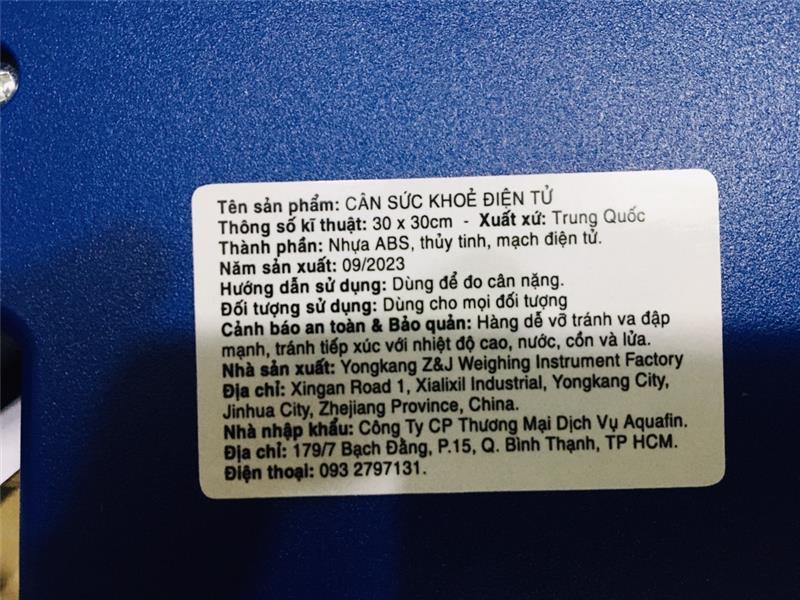 Tên sản phẩm: CÂN SỨC KHOẺ ĐIỆN TỬ
Thông số kĩ thuật: 30 x 30cm - Xuất xứ: Trung Quốc
Thành phần: Nhựa ABS, thủy tinh, mạch điện tử.
Năm sản xuất: 09/2023
Hướng dẫn sử dụng: Dùng để đo cân nặng.
Đối tượng sử dụng: Dùng cho mọi đối tượng
Cảnh báo an toàn & Bảo quản: Hàng dễ vỡ tránh va đập
mạnh, tránh tiếp xúc với nhiệt độ cao, nước, cồn và lửa.
Nhà sản xuất: Yongkang Z&J Weighing Instrument Factory
Địa chỉ: Xingan Road 1, Xialixil Industrial, Yongkang City,
Jinhua City, Zhejiang Province, China.
Nhà nhập khẩu: Công Ty CP Thương Mại Dịch Vụ Aquafin.
Địa chỉ: 179/7 Bạch Đằng, P.15, Q. Bình Thạnh, TP HCM.
Điện thoại: 093 2797131.